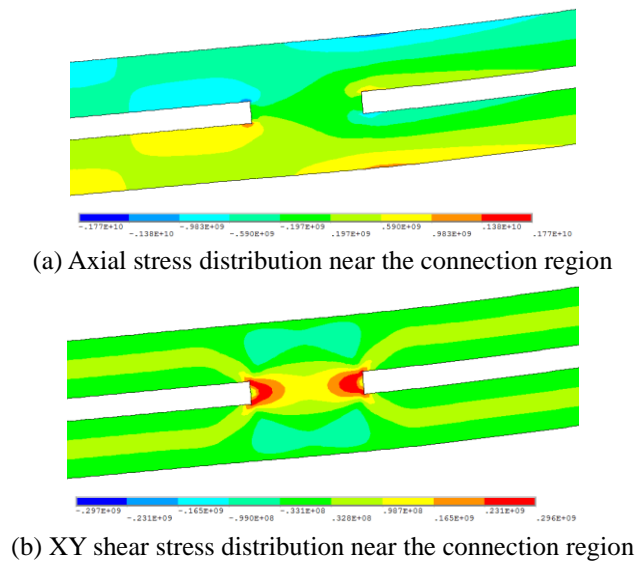 -.177E+10 -.983E+09 -.197E+09 .590E+09 .138E+10
-.138E+10 -.590E+09 .197E+09 .983E+09 .177E+10
(a) Axial stress distribution near the connection region
-.297E+09 -.165E+09 -.331E+08 .987E+08 .231E+09
-.231E+09 -.990E+08 .328E+08 .165E+09 .296E+09
(b) XY shear stress distribution near the connection region